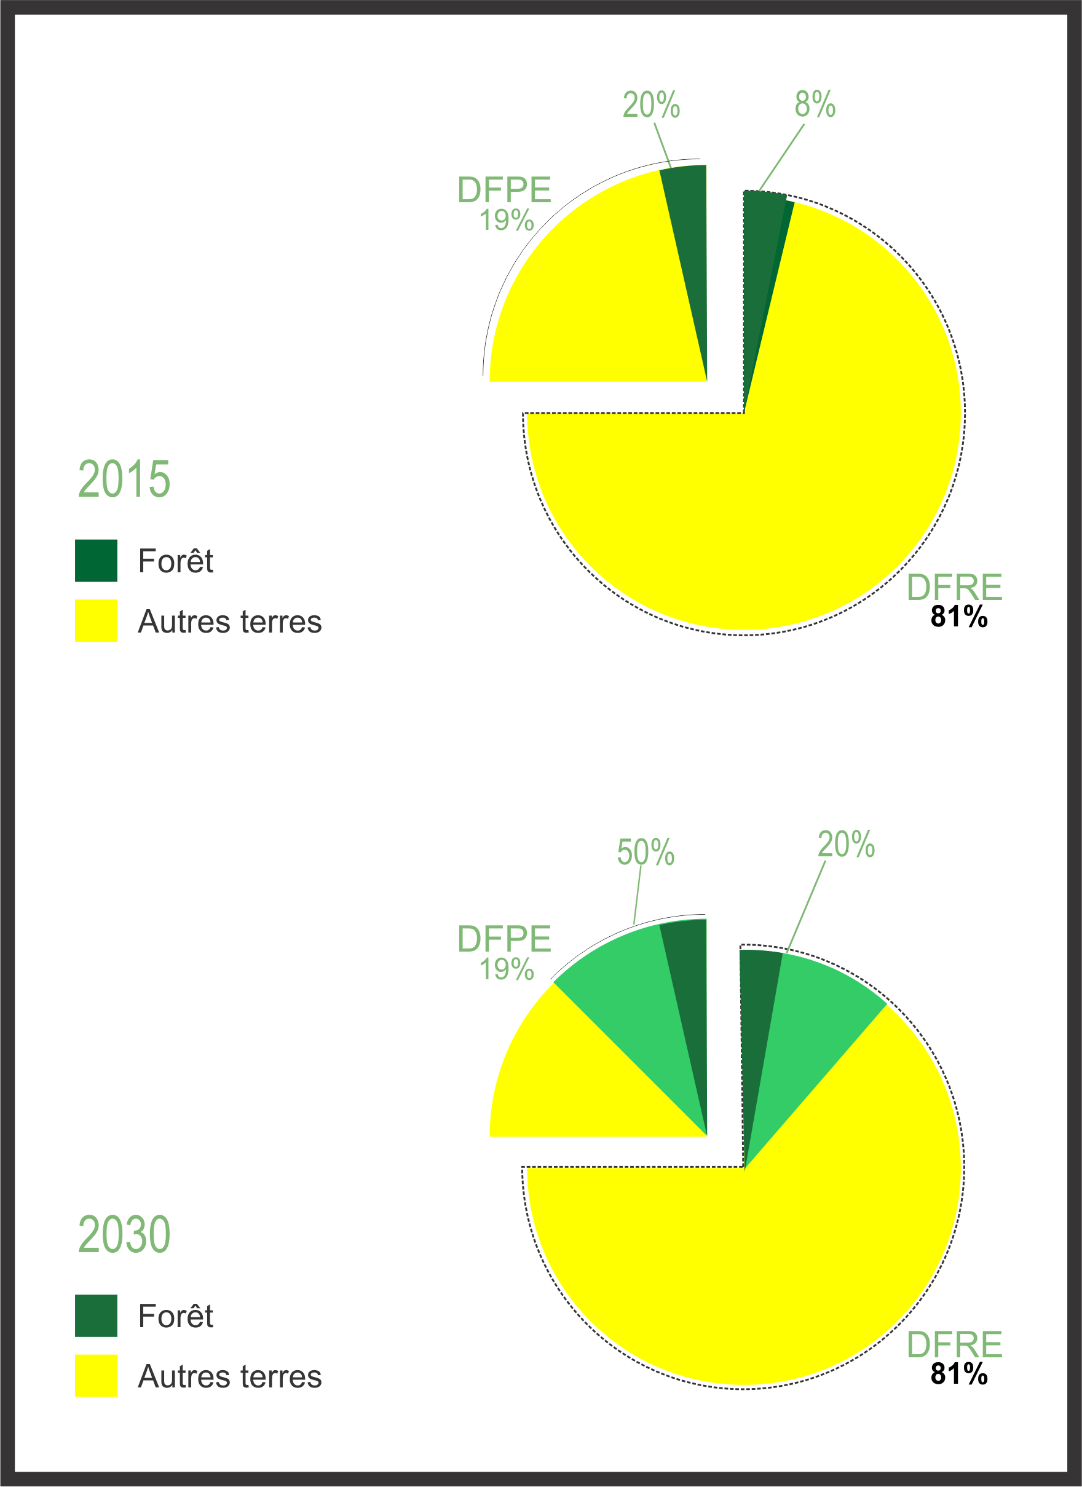 20%
8%
DFPE
19%
2015
Forêt
Autres terres
DFRE
81%
50%
20%
DFPE
19%
2030
Forêt
Autres terres
DFRE
81%